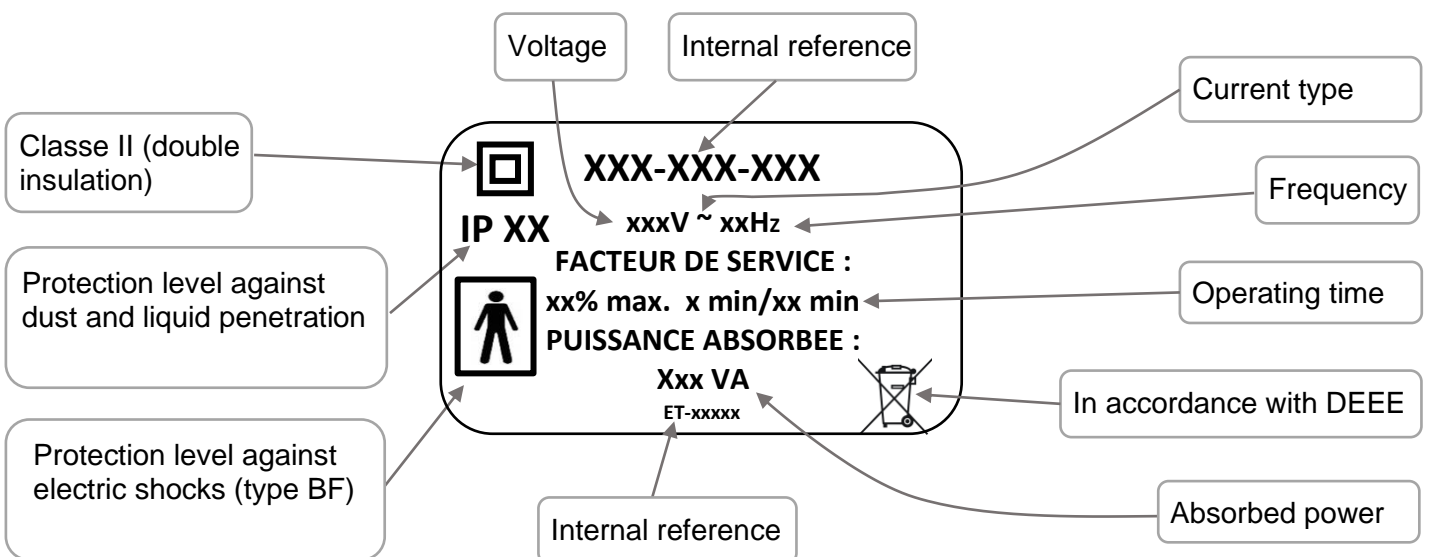 Voltage
Internal reference
Current type
Classe II (double
insulation)
XXX-XXX-XXX
Frequency
IP XX
xxxV ~ xxHz
FACTEUR DE SERVICE :
Protection level against
dust and liquid penetration
xx% max. x min/xx min
Operating time
PUISSANCE ABSORBEE :
Xxx VA
ET-xxxxx
In accordance with DEEE
Protection level against
electric shocks (type BF)
Internal reference
Absorbed power